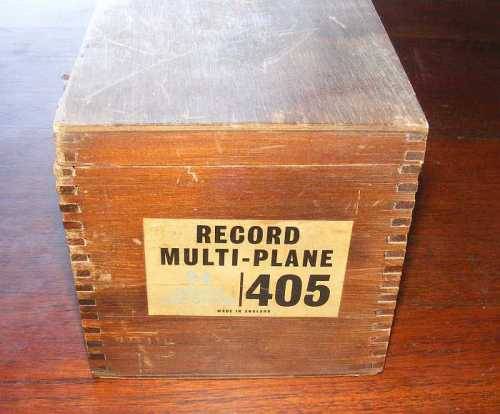 RECORD
MULTI-PLANE
405
MADE IN ENGLAND